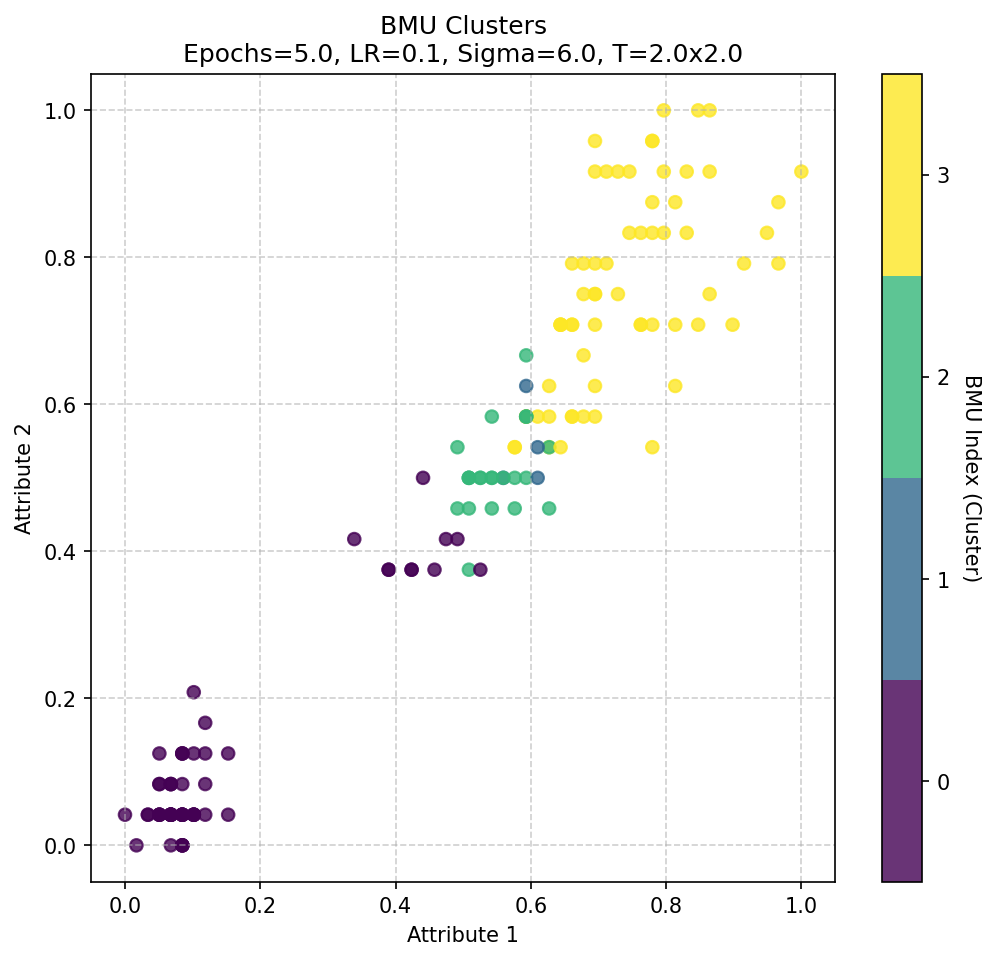 BMU Clusters
Epochs=5.0, LR=0.1, Sigma=6.0, T=2.0x2.0
1.0
0.8
0.6
0.4
0.2
0.0
Attribute 2
0.0 0.2 0.4 0.6 0.8 1.0
Attribute 1
3
2
1
0
BMU Index (Cluster)